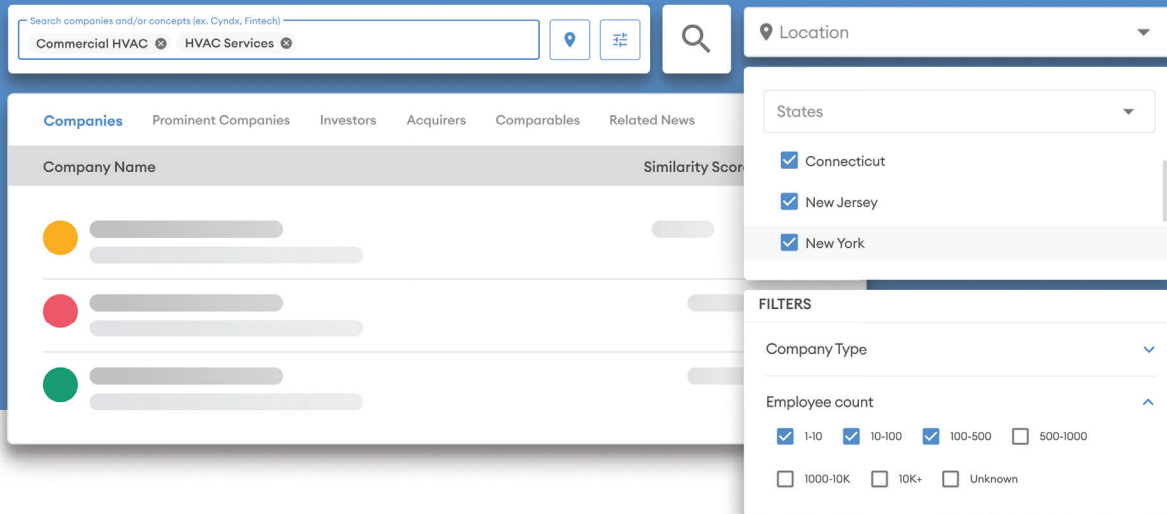 Search companies and/or concepts (ex. Cyndx, Fintech)
Commercial HVAC
HVAC Services
Location
Companies
Prominent Companies
Investors
Acquirers
Comparables
Related News
Company Name
Similarity Scor
States
Connecticut
New Jersey
New York
FILTERS
Company Type
Employee count
1-10
10-100
100-500
500-1000
1000-10K
10K+
Unknown